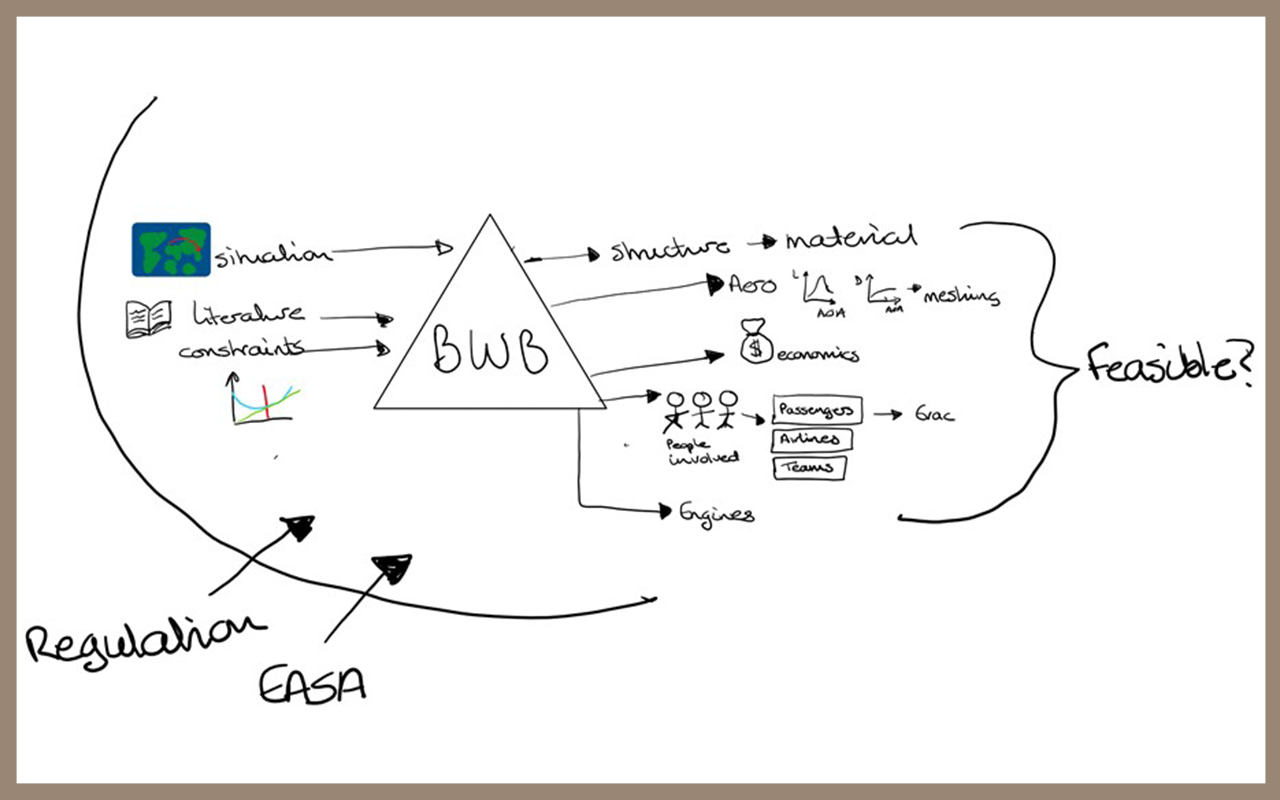 situation
Literature
constraints
BWB
structure → material
L
AOA
D
AOA
Aero
meshing
$
economics
People
involved
Passengers
Airlines
Teams
Evac
Engines
Feasible?
Regulation
EASA